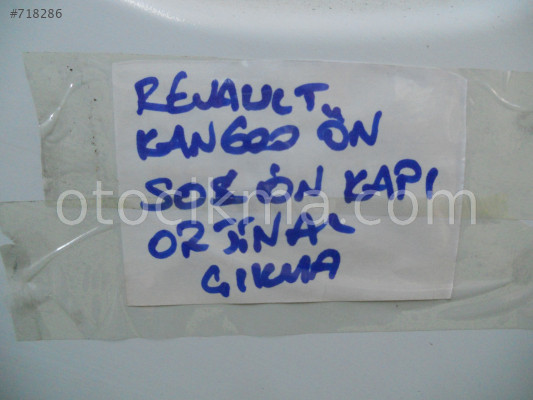 #718286
RENAULT
KANGOO ÖN
SOL ÖN KAPI
otocikma.com
ORJİNAL
ÇIKMA